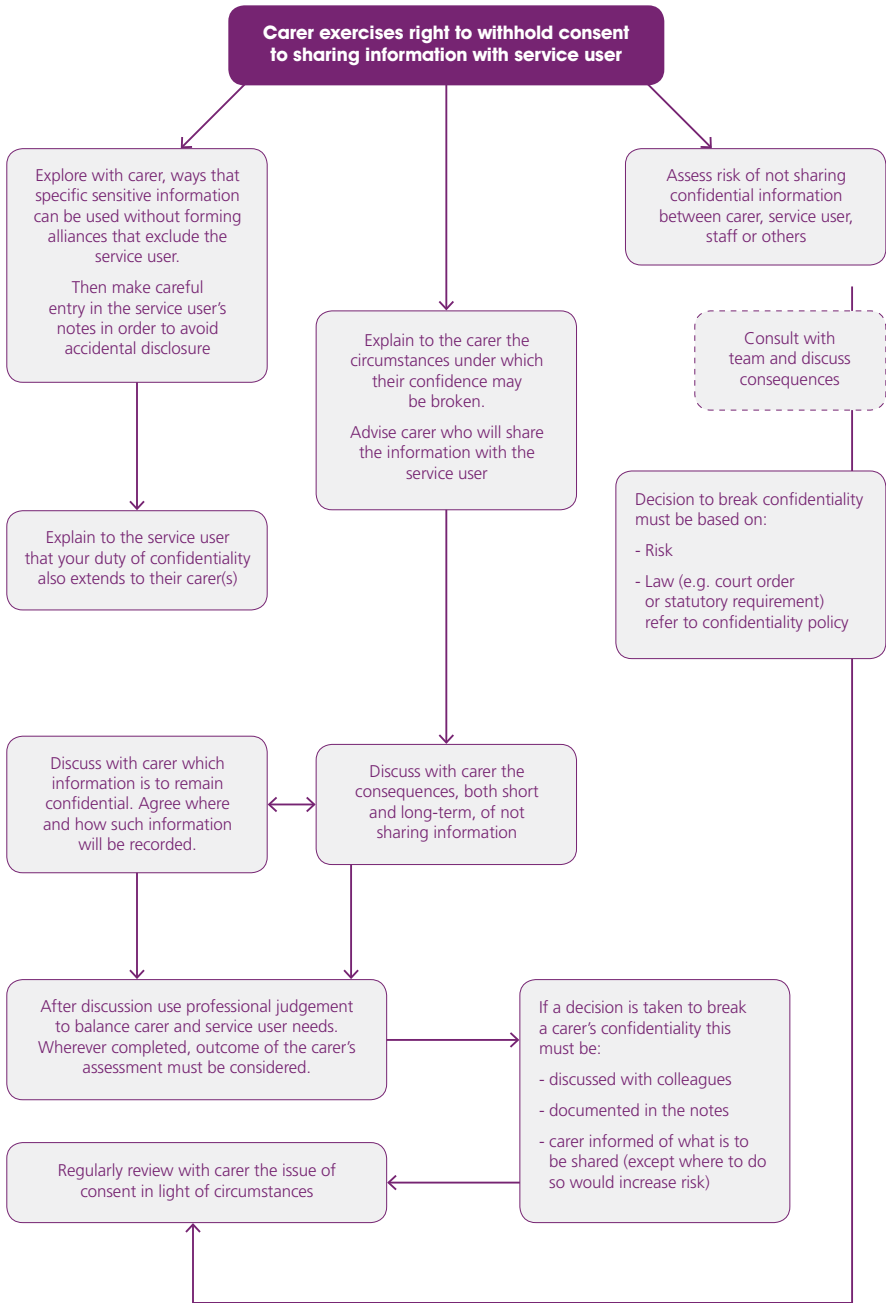 Carer exercises right to withhold consent
to sharing information with service user
Explore with carer, ways that
specific sensitive information
can be used without forming
alliances that exclude the
service user.
Then make careful
entry in the service user’s
notes in order to avoid
accidental disclosure
Assess risk of not sharing
confidential information
between carer, service user,
staff or others
Explain to the carer the
circumstances under which
their confidence may
be broken.
Advise carer who will share
the information with the
service user
Consult with
team and discuss
consequences
Explain to the service user
that your duty of confidentiality
also extends to their carer(s)
Decision to break confidentiality
must be based on:
- Risk
- Law (e.g. court order
or statutory requirement)
refer to confidentiality policy
Discuss with carer which
information is to remain
confidential. Agree where
and how such information
will be recorded.
Discuss with carer the
consequences, both short
and long-term, of not
sharing information
After discussion use professional judgement
to balance carer and service user needs.
Wherever completed, outcome of the carer’s
assessment must be considered.
If a decision is taken to break
a carer’s confidentiality this
must be:
- discussed with colleagues
- documented in the notes
- carer informed of what is to
be shared (except where to do
so would increase risk)
Regularly review with carer the issue of
consent in light of circumstances